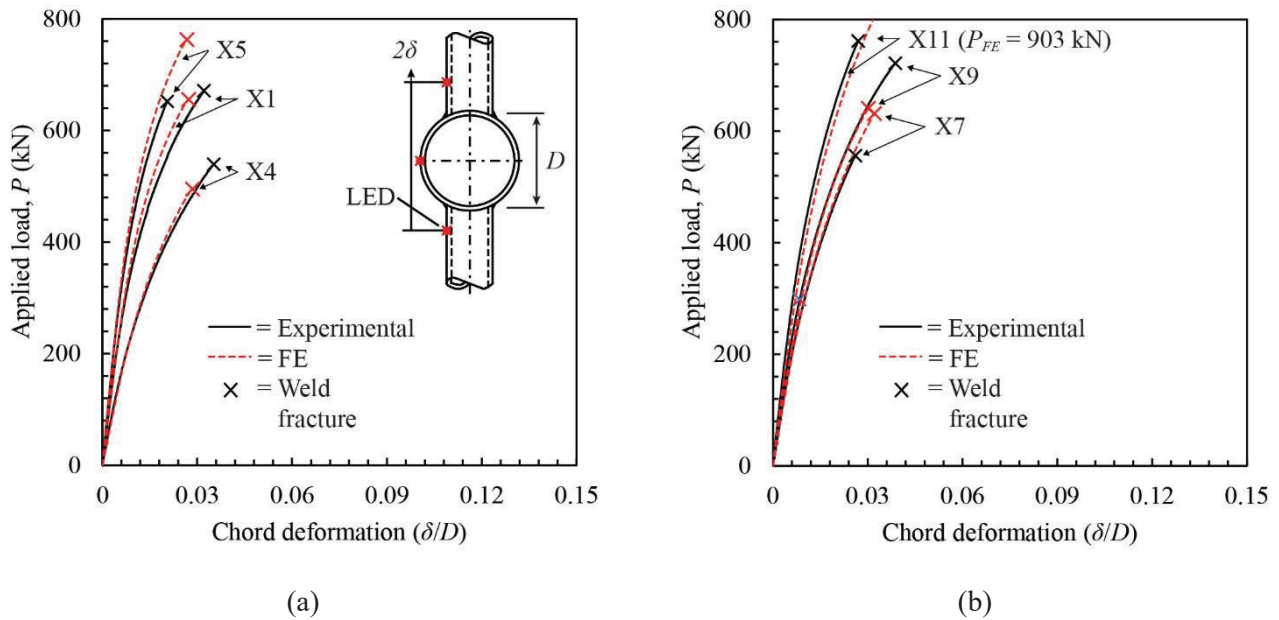 800
600
400
200
0
0
0.03
0.06
0.09
0.12
0.15
Applied load, P (kN)
Chord deformation (δ/D)
X5
X1
X4
2δ
D
LED
= Experimental
= FE
= Weld
fracture
(a)
800
600
400
200
0
0
0.03
0.06
0.09
0.12
0.15
Applied load, P (kN)
Chord deformation (δ/D)
X11 (P_FE = 903 kN)
X9
X7
= Experimental
= FE
= Weld
fracture
(b)